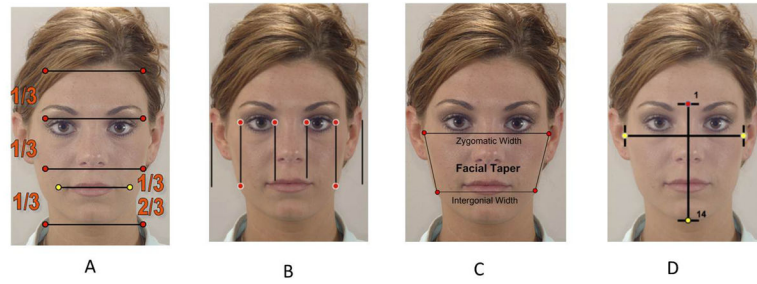 1/3
1/3
1/3
1/3
2/3
Zygomatic Width
Facial Taper
Intergonial Width
1
14
A
B
C
D